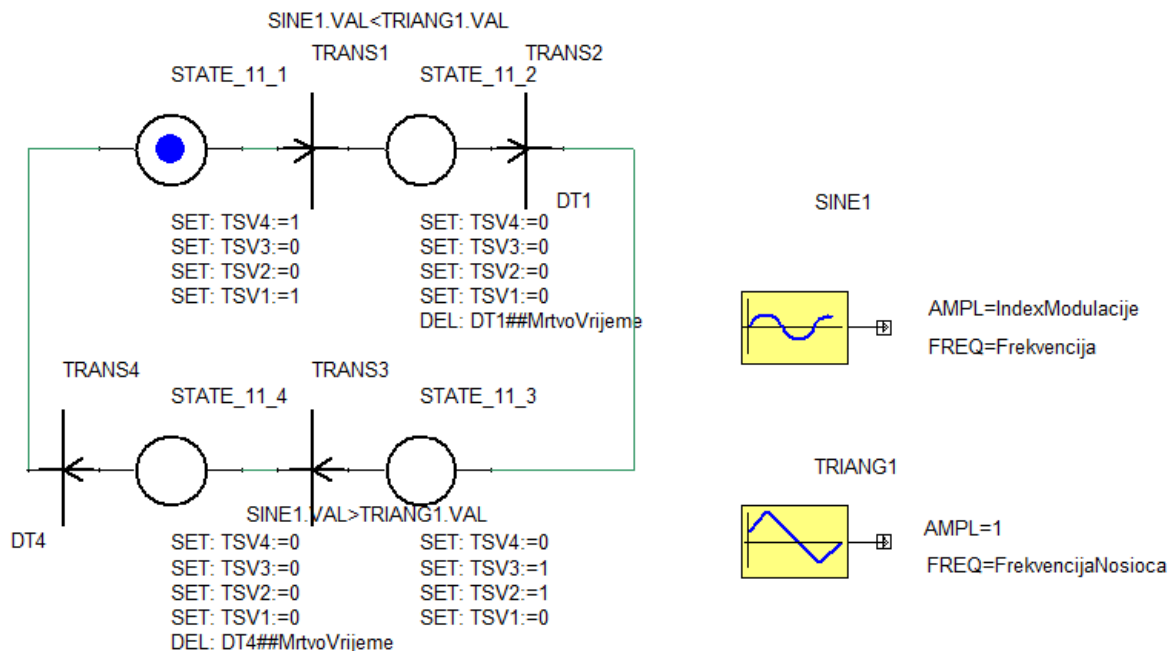 SINE1.VAL<TRIANG1.VAL
TRANS1
TRANS2
STATE_11_1
STATE_11_2
DT1
SET: TSV4:=1
SET: TSV3:=0
SET: TSV2:=0
SET: TSV1:=1
SET: TSV4:=0
SET: TSV3:=0
SET: TSV2:=0
SET: TSV1:=0
DEL: DT1##MrtvoVrijeme
TRANS4
TRANS3
STATE_11_4
STATE_11_3
SINE1.VAL>TRIANG1.VAL
DT4
SET: TSV4:=0
SET: TSV3:=0
SET: TSV2:=0
SET: TSV1:=0
DEL: DT4##MrtvoVrijeme
SET: TSV4:=0
SET: TSV3:=1
SET: TSV2:=1
SET: TSV1:=0
SINE1
AMPL=IndexModulacije
FREQ=Frekvencija
TRIANG1
AMPL=1
FREQ=FrekvencijaNosioca